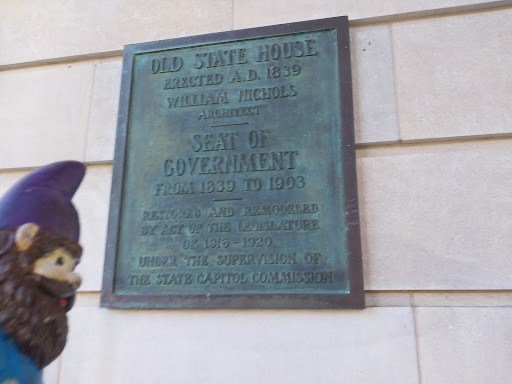 OLD STATE HOUSE
ERECTED A.D. 1839
WILLIAM NICHOLS
ARCHITECT
SEAT OF
GOVERNMENT
FROM 1839 TO 1903
RESTORED AND REMODELED
BY ACT OF THE LEGISLATURE
OF 1916-1920
UNDER THE SUPERVISION OF
THE STATE CAPITOL COMMISSION